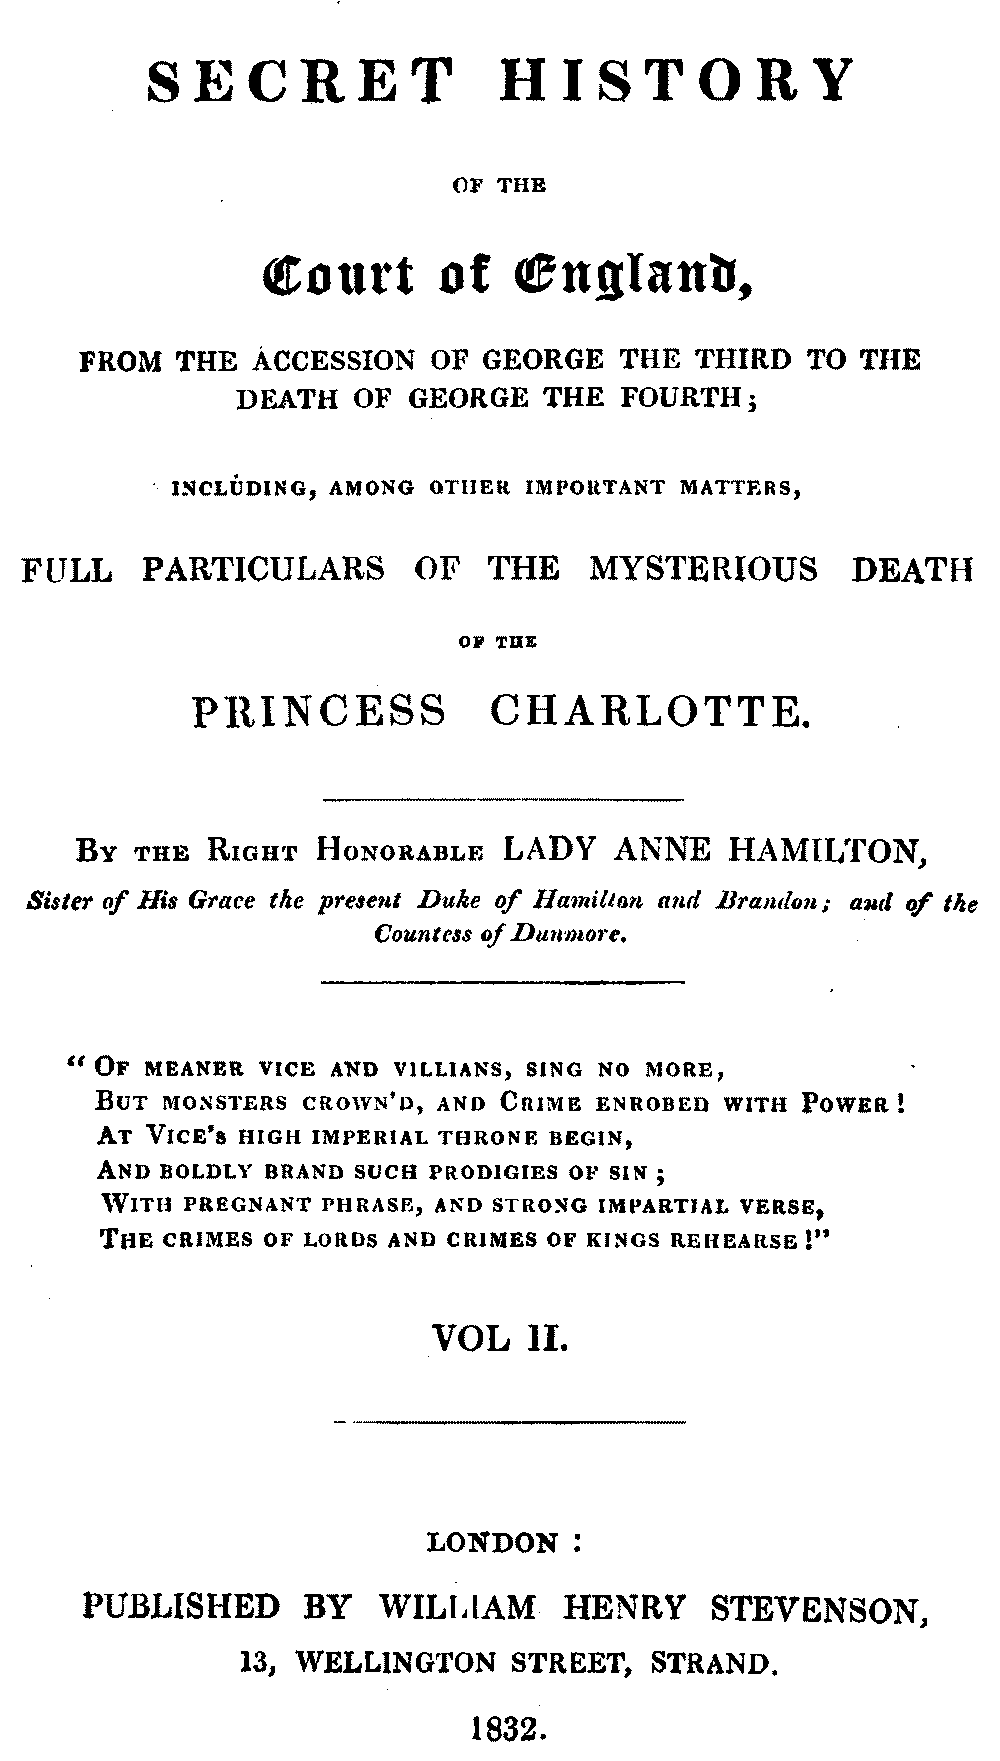 SECRET HISTORY
OF THE
Court of England,
FROM THE ACCESSION OF GEORGE THE THIRD TO THE
DEATH OF GEORGE THE FOURTH;
INCLUDING, AMONG OTHER IMPORTANT MATTERS,
FULL PARTICULARS OF THE MYSTERIOUS DEATH
OF THE
PRINCESS CHARLOTTE.
BY THE RIGHT HONORABLE LADY ANNE HAMILTON,
Sister of His Grace the present Duke of Hamilton and Brandon; and of the
Countess of Dunmore.
“OF MEANER VICE AND VILLIANS, SING NO MORE,
BUT MONSTERS CROWN'D, AND CRIME ENROBED WITH POWER!
AT VICE'S HIGH IMPERIAL THRONE BEGIN,
AND BOLDLY BRAND SUCH PRODIGIES OF SIN;
WITH PREGNANT PHRASE, AND STRONG IMPARTIAL VERSE,
THE CRIMES OF LORDS AND CRIMES OF KINGS REHEARSE!”
VOL II.
LONDON:
PUBLISHED BY WILLIAM HENRY STEVENSON,
13, WELLINGTON STREET, STRAND.
1832.